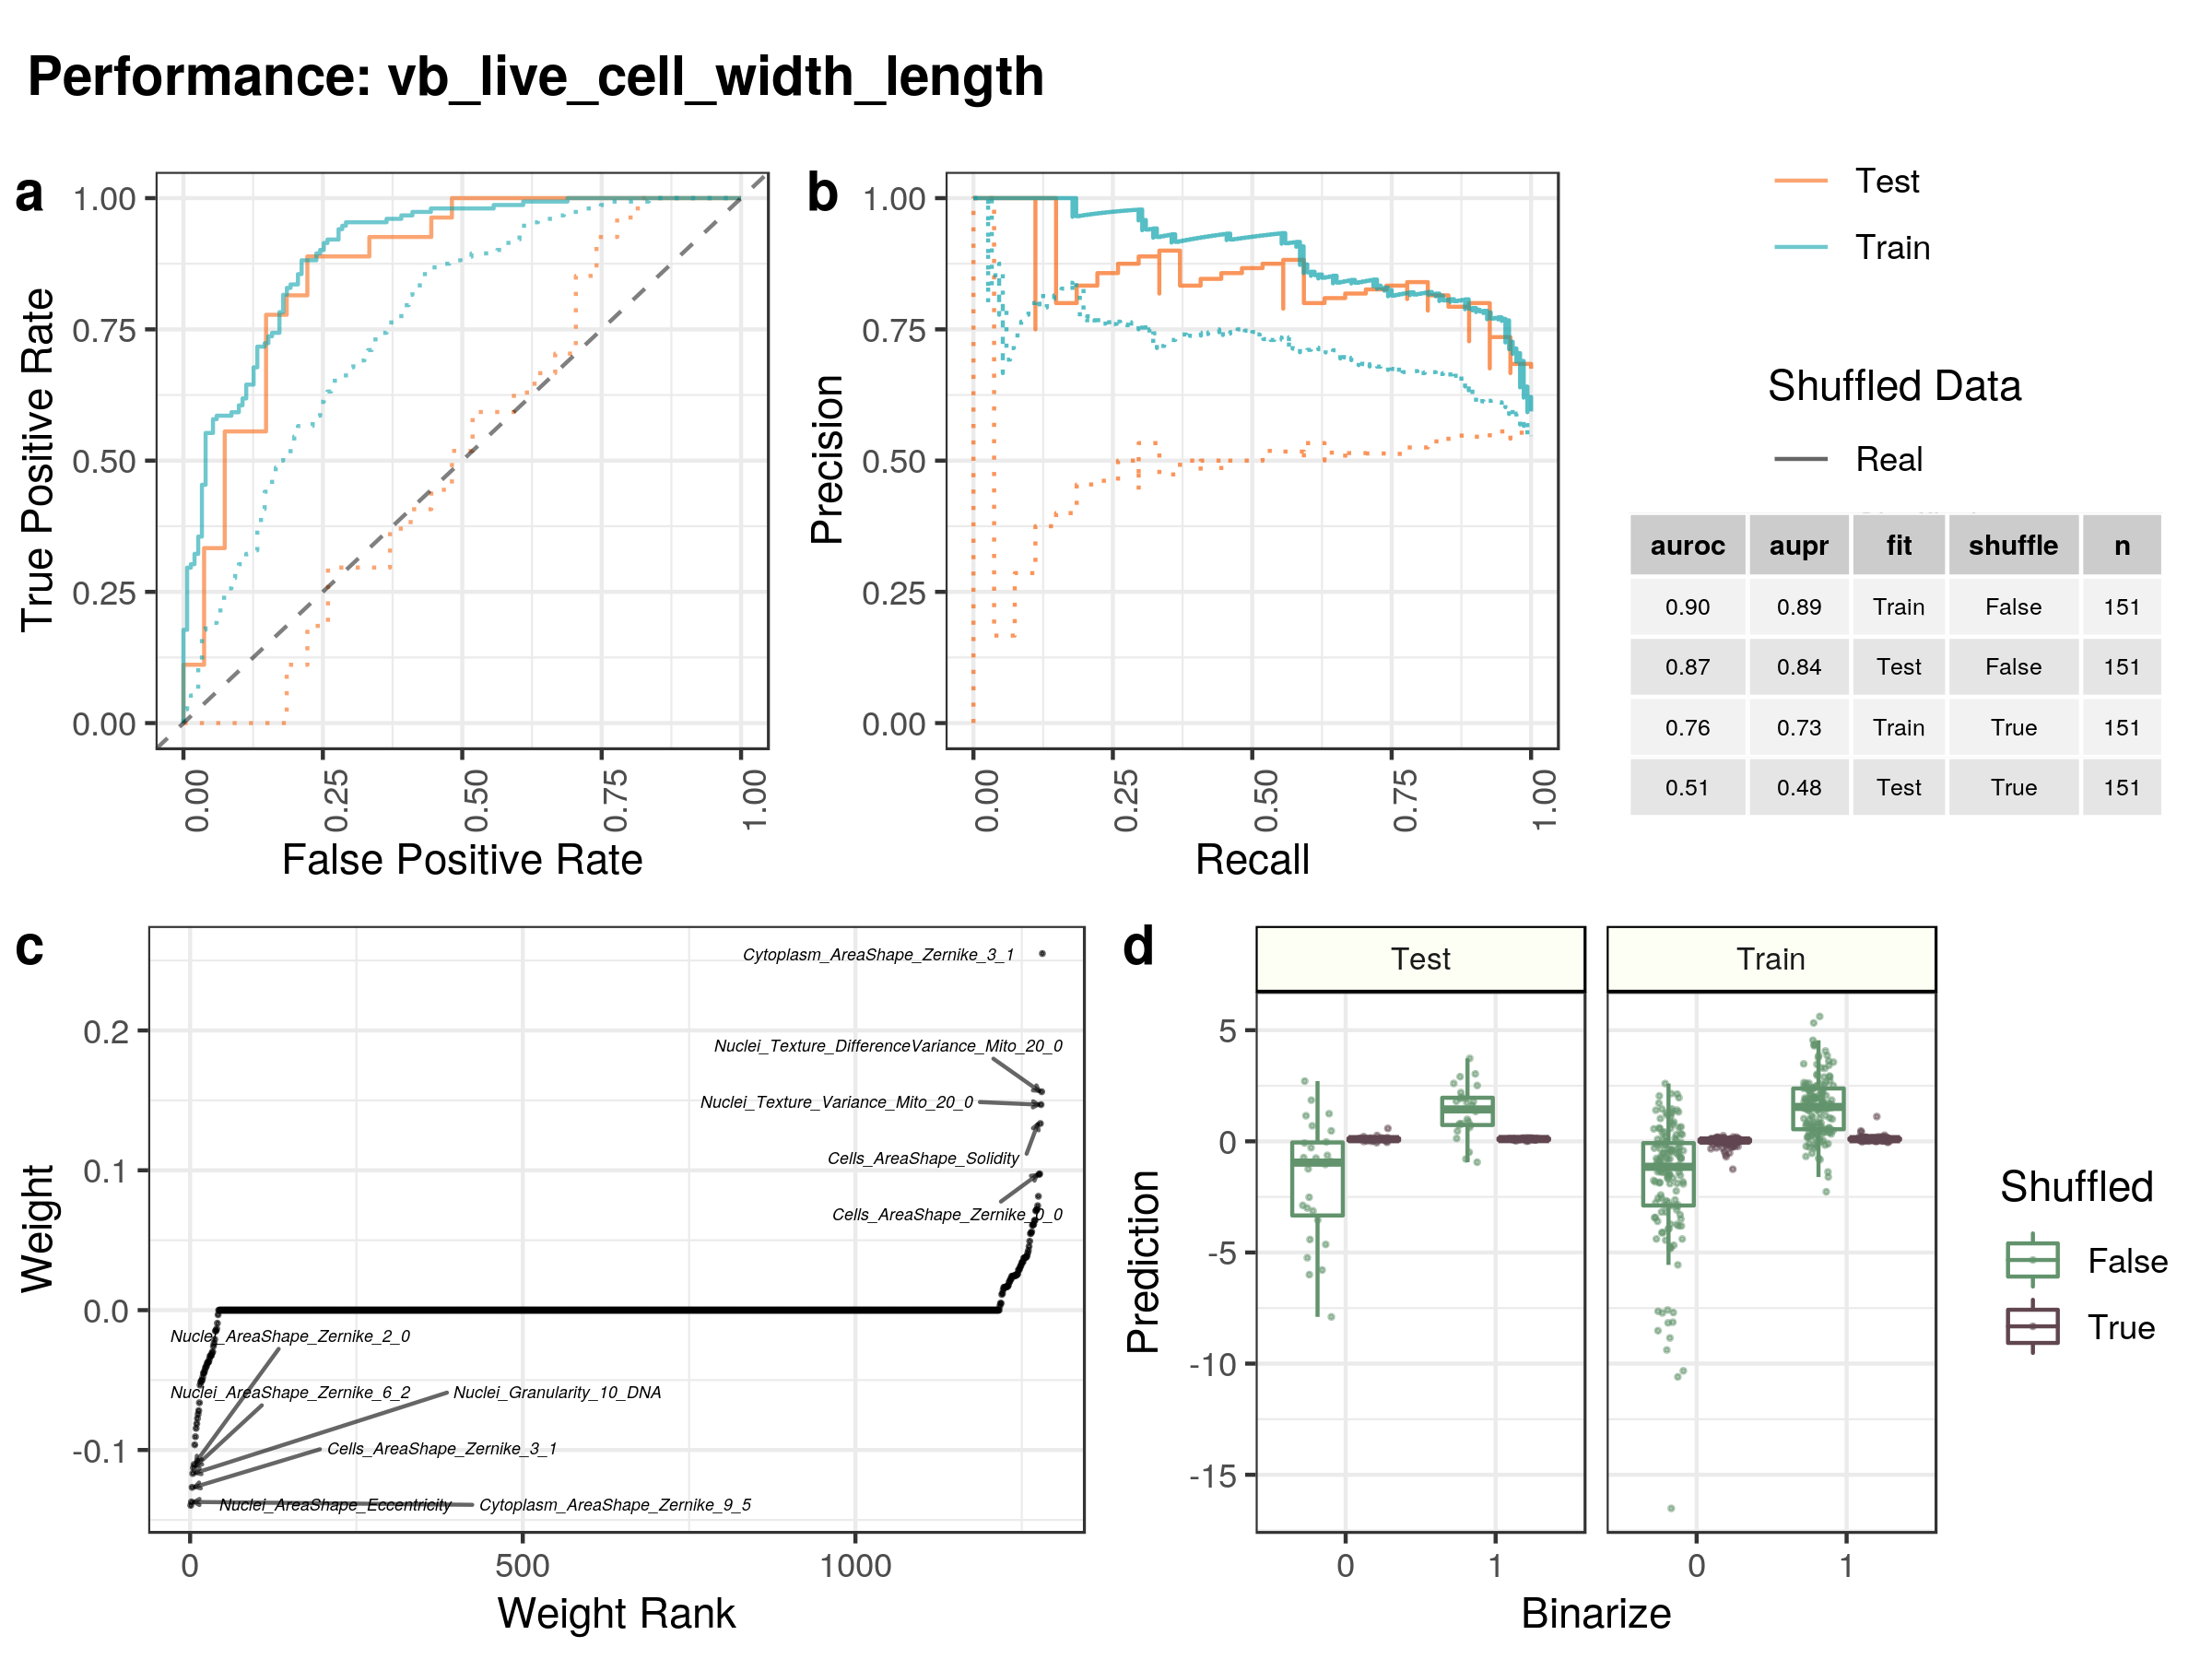 Performance: vb_live_cell_width_length
a
True Positive Rate
1.00
0.75
0.50
0.25
0.00
0.00
0.25
0.50
0.75
1.00
False Positive Rate
b
Precision
1.00
0.75
0.50
0.25
0.00
0.00
0.25
0.50
0.75
1.00
Recall
Test
Train
Shuffled Data
Real
auroc aupr fit shuffle n
0.90 0.89 Train False 151
0.87 0.84 Test False 151
0.76 0.73 Train True 151
0.51 0.48 Test True 151
c
Weight
0.2
0.1
0.0
-0.1
Cytoplasm_AreaShape_Zernike_3_1
Nuclei_Texture_DifferenceVariance_Mito_20_0
Nuclei_Texture_Variance_Mito_20_0
Cells_AreaShape_Solidity
Cells_AreaShape_Zernike_0_0
Nuclei_AreaShape_Zernike_2_0
Nuclei_AreaShape_Zernike_6_2
Nuclei_Granularity_10_DNA
Cells_AreaShape_Zernike_3_1
Nuclei_AreaShape_Eccentricity
Cytoplasm_AreaShape_Zernike_9_5
0
500
1000
Weight Rank
d
Test
Train
Prediction
5
0
-5
-10
-15
0
1
0
1
Binarize
Shuffled
False
True